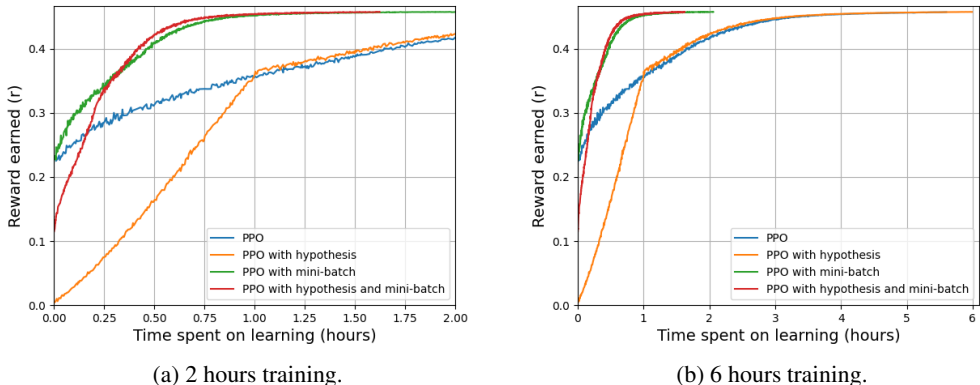 Reward earned (r)
0.4
0.3
0.2
0.1
0.0
0.00 0.25 0.50 0.75 1.00 1.25 1.50 1.75 2.00
Time spent on learning (hours)
PPO
PPO with hypothesis
PPO with mini-batch
PPO with hypothesis and mini-batch
(a) 2 hours training.
Reward earned (r)
0.4
0.3
0.2
0.1
0.0
0 1 2 3 4 5 6
Time spent on learning (hours)
PPO
PPO with hypothesis
PPO with mini-batch
PPO with hypothesis and mini-batch
(b) 6 hours training.